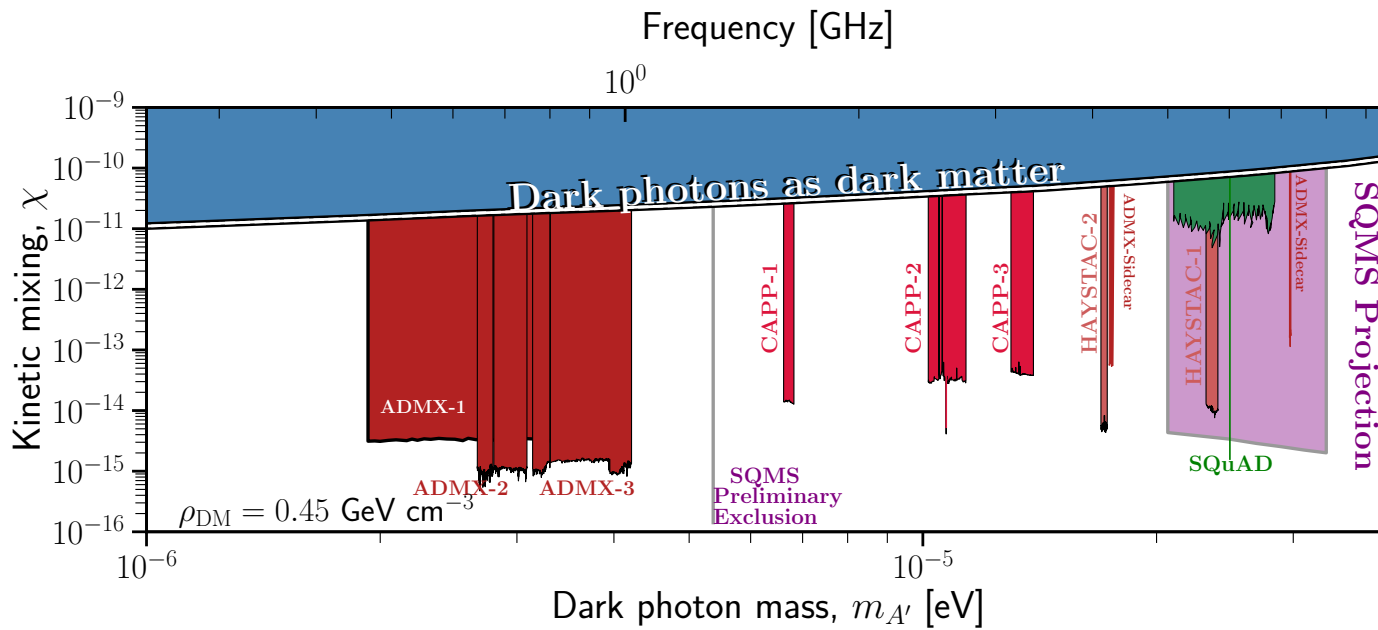 Frequency [GHz]
10⁰
10⁻⁹
10⁻¹⁰
10⁻¹¹
10⁻¹²
10⁻¹³
10⁻¹⁴
10⁻¹⁵
10⁻¹⁶
Kinetic mixing, χ
Dark photons as dark matter
ADMX-1
ADMX-2
ADMX-3
SQMS
Preliminary
Exclusion
CAPP-1
CAPP-2
CAPP-3
HAYSTAC-2
ADMX-Sidecar
HAYSTAC-1
SQuAD
ADMX-Sidecar
SQMS Projection
ρ_DM = 0.45 GeV cm⁻³
10⁻⁶
10⁻⁵
Dark photon mass, m_A′ [eV]